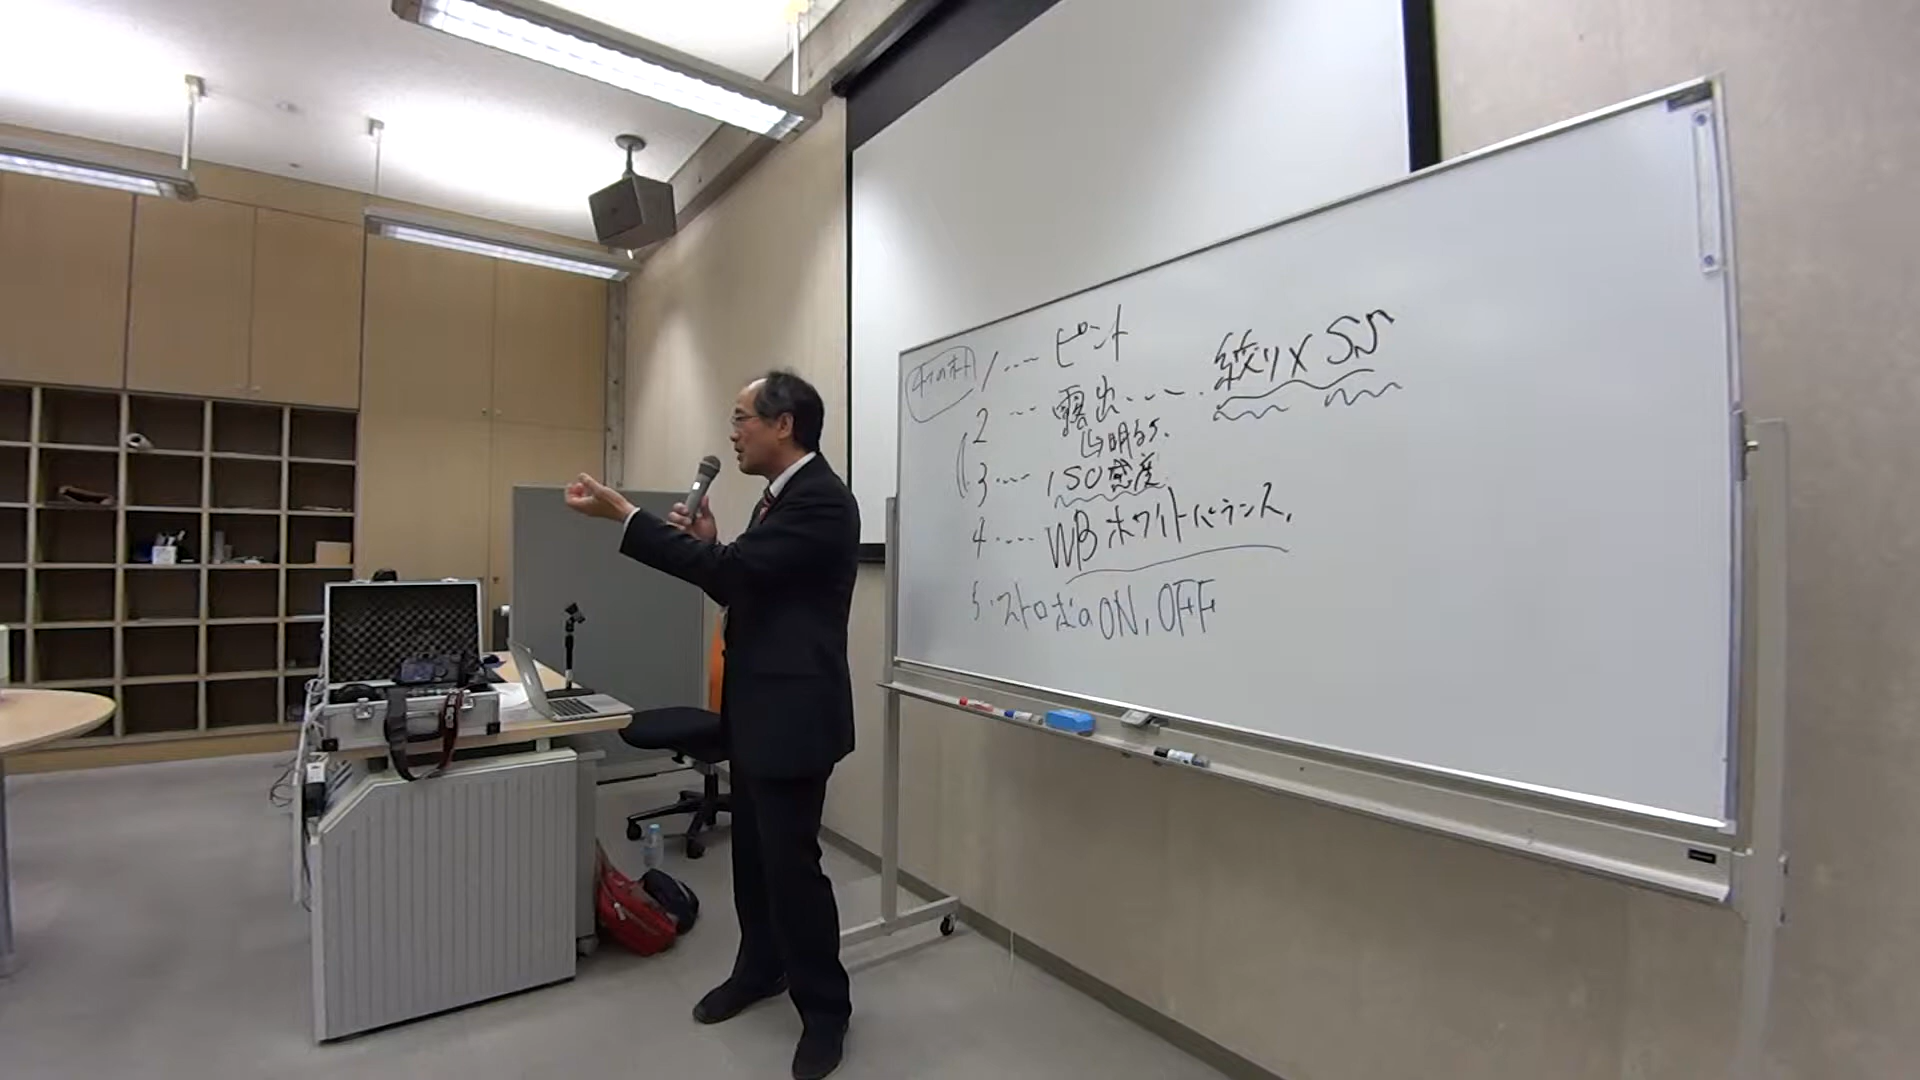 1 .... ピント
2 ... 露出 ..... 絞り×SS
↳明るさ.
3 .... ISO感度
4 ..... WB ホワイトバランス.
5. ストロボのON, OFF